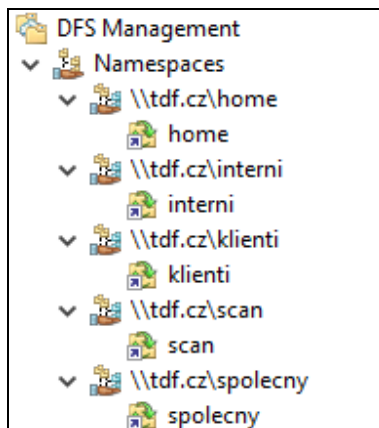 DFS Management
Namespaces
\\tdf.cz\home
home
\\tdf.cz\interni
interni
\\tdf.cz\klienti
klienti
\\tdf.cz\scan
scan
\\tdf.cz\spolecny
spolecny